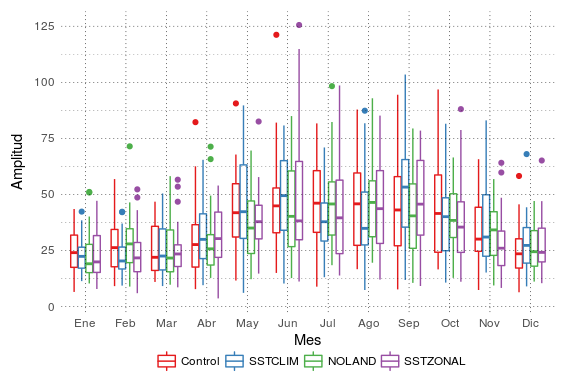 125
100
75
50
25
0
Amplitud
Ene Feb Mar Abr May Jun Jul Ago Sep Oct Nov Dic
Mes
Control SSTCLIM NOLAND SSTZONAL